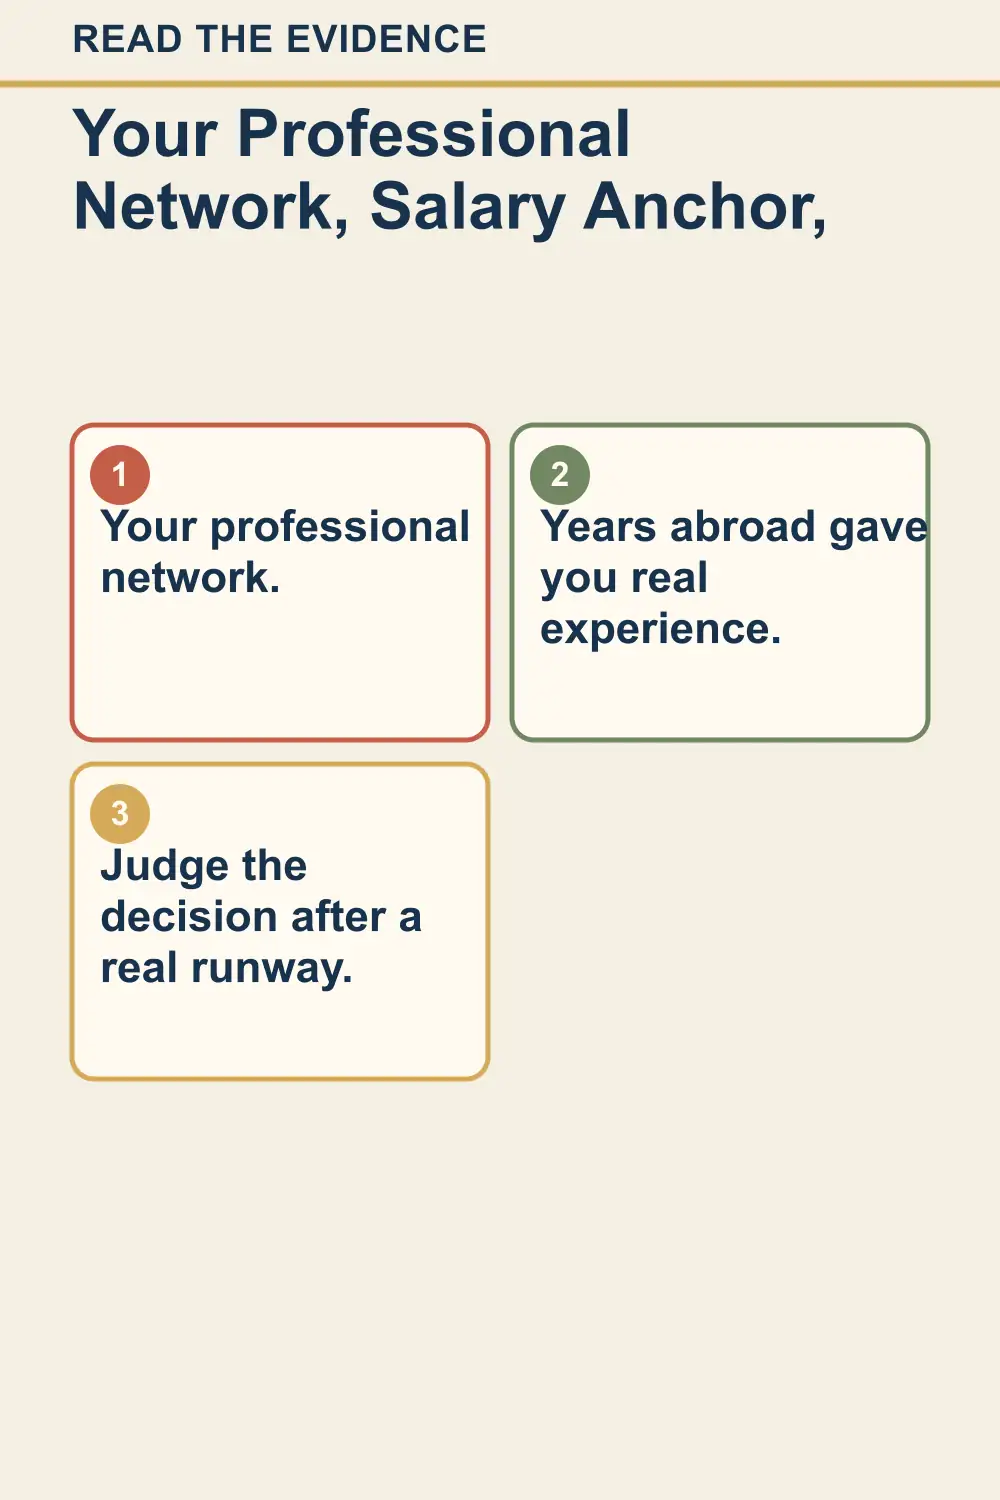 READ THE EVIDENCE
Your Professional
Network, Salary Anchor,
1
Your professional
network.
2
Years abroad gave
you real
experience.
3
Judge the
decision after a
real runway.